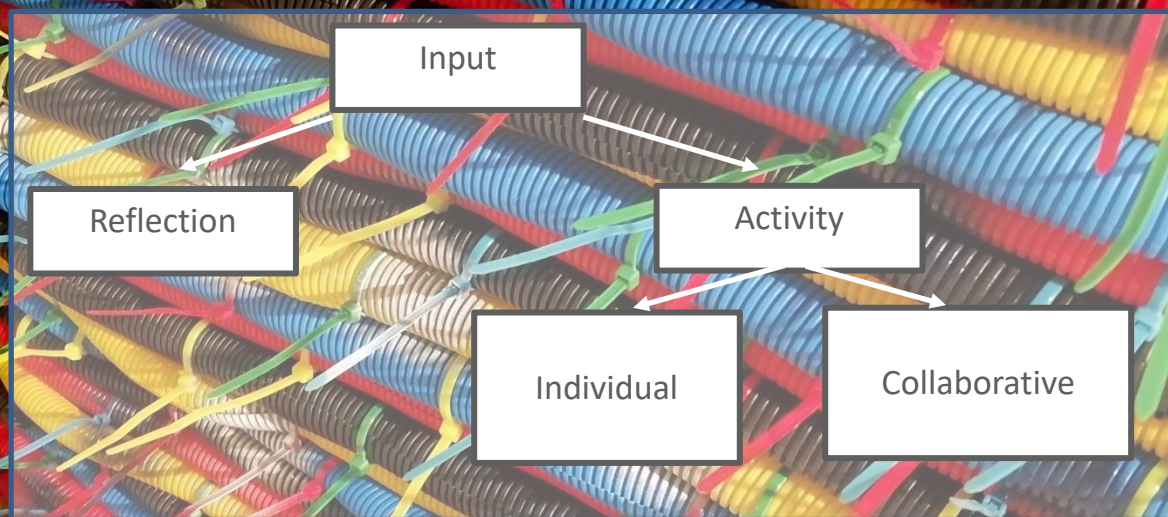 Input
Reflection
Activity
Individual
Collaborative